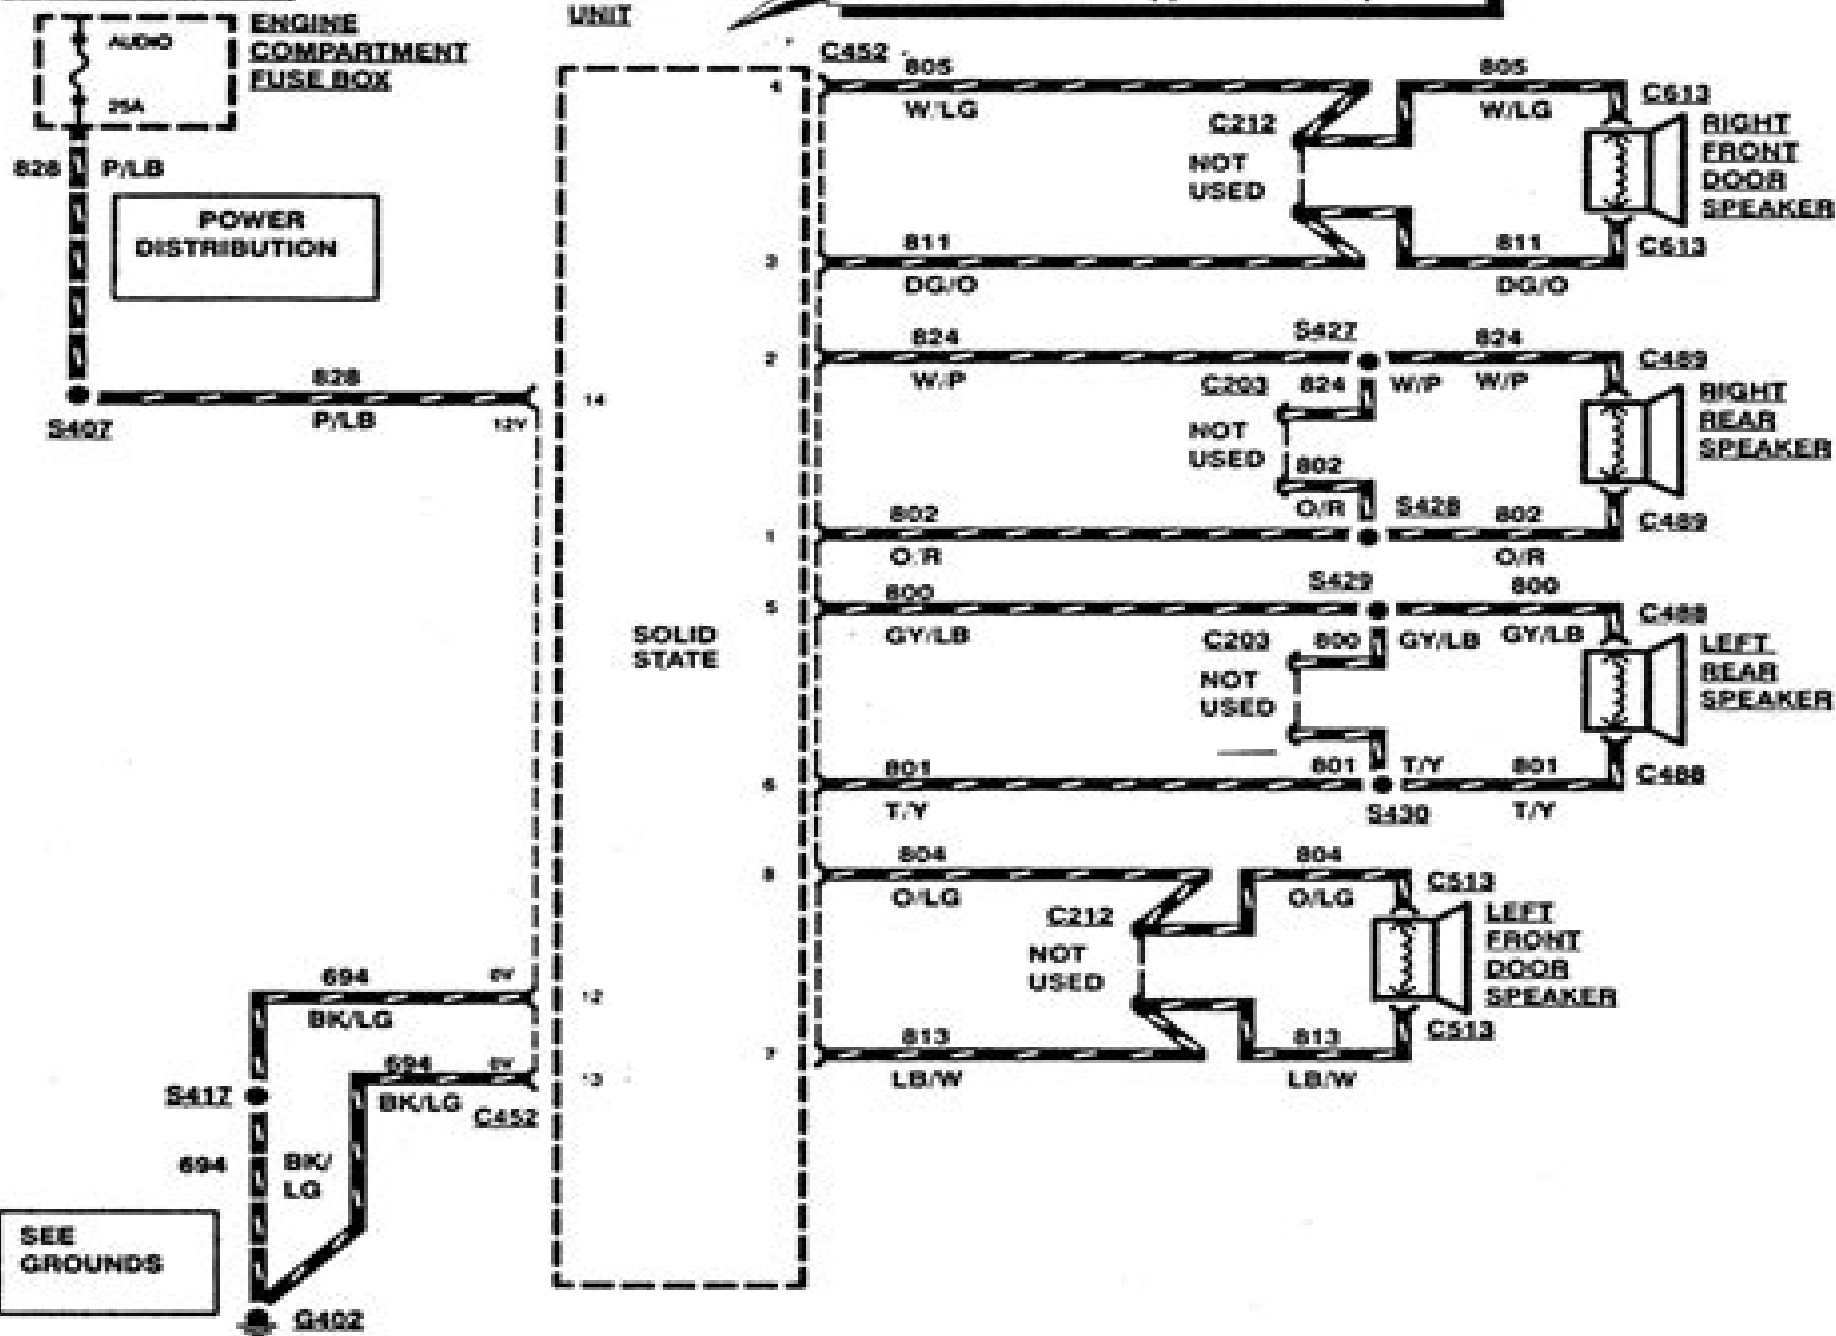 UNIT
ENGINE
COMPARTMENT
FUSE BOX
AUDIO
25A
828 P/LB
POWER
DISTRIBUTION
828
P/LB
S407
12V
14
SOLID
STATE
694
0V
12
BK/LG
694
0V
13
BK/LG
C452
S417
694
BK/
LG
SEE
GROUNDS
G402
C452
4
805
W/LG
C212
NOT
USED
805
W/LG
C613
RIGHT
FRONT
DOOR
SPEAKER
C613
3
811
DG/O
811
DG/O
2
824
W/P
S427
C203 824 W/P
824
W/P
C489
RIGHT
REAR
SPEAKER
C489
NOT
USED
802
O/R
S428
1
802
O/R
802
O/R
5
800
GY/LB
S429
C203 800 GY/LB
800
GY/LB
C488
LEFT
REAR
SPEAKER
C488
NOT
USED
6
801
T/Y
801 T/Y
S430
801
T/Y
8
804
O/LG
C212
NOT
USED
804
O/LG
C513
LEFT
FRONT
DOOR
SPEAKER
C513
7
813
LB/W
813
LB/W